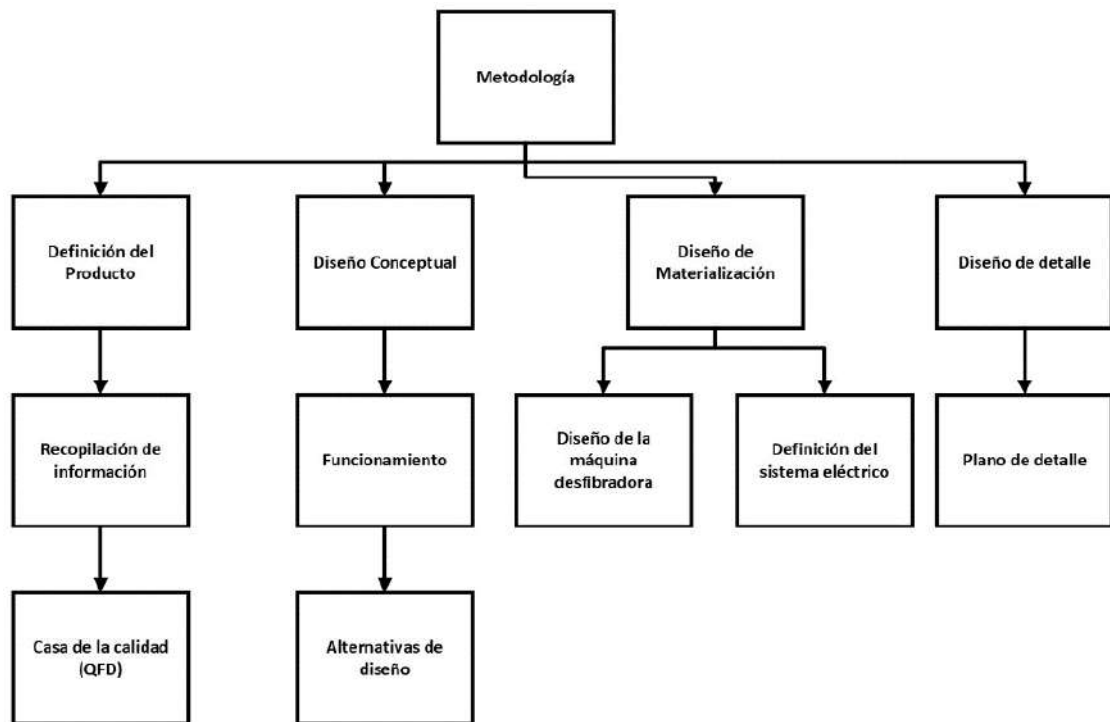 Metodología
Definición del
Producto
Diseño Conceptual
Diseño de
Materialización
Diseño de detalle
Recopilación de
información
Funcionamiento
Diseño de la
máquina
desfibradora
Definición del
sistema eléctrico
Plano de detalle
Casa de la calidad
(QFD)
Alternativas de
diseño